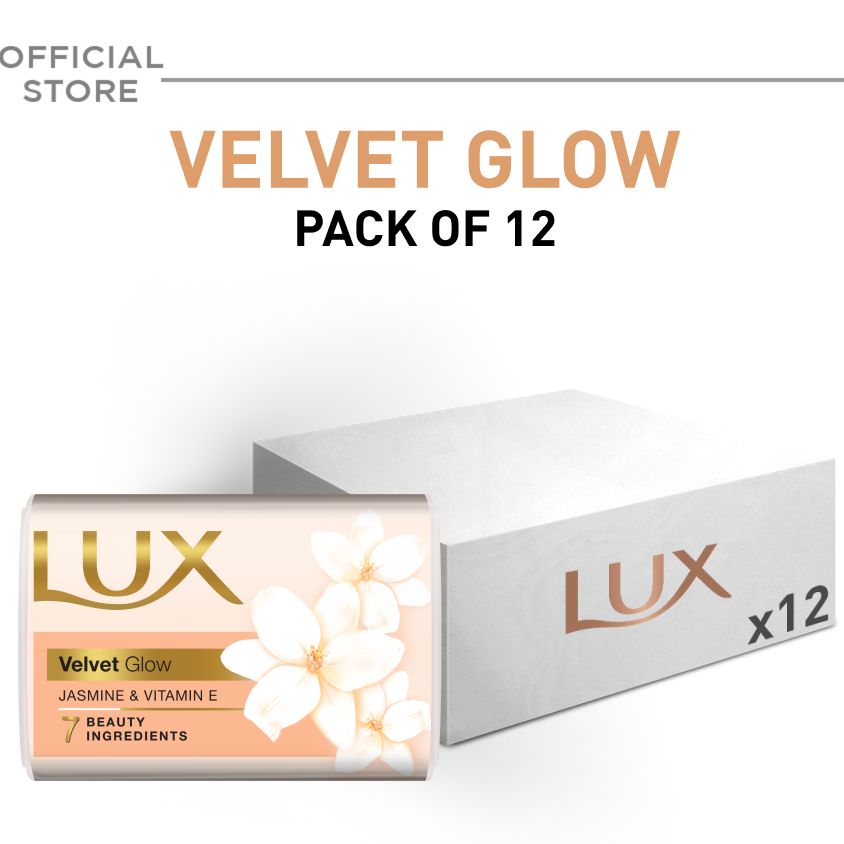 OFFICIAL
STORE
VELVET GLOW
PACK OF 12
LUX
Velvet Glow
JASMINE & VITAMIN E
7 BEAUTY
INGREDIENTS
LUX
x12